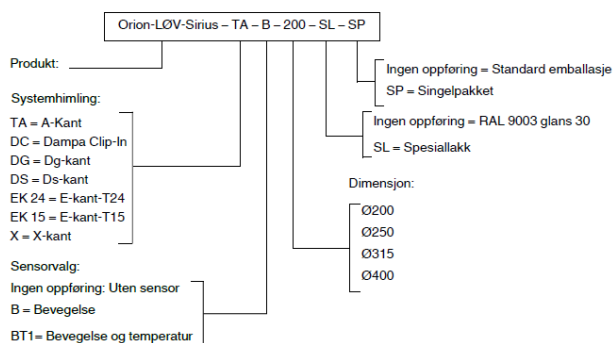 Orion-LØV-Sirius – TA – B – 200 – SL – SP
Produkt:
Systemhimling:
TA = A-Kant
DC = Dampa Clip-In
DG = Dg-kant
DS = Ds-kant
EK 24 = E-kant-T24
EK 15 = E-kant-T15
X = X-kant
Sensorvalg:
Ingen oppføring: Uten sensor
B = Bevegelse
BT1= Bevegelse og temperatur
Ingen oppføring = Standard emballasje
SP = Singelpakket
Ingen oppføring = RAL 9003 glans 30
SL = Spesiallakk
Dimensjon:
Ø200
Ø250
Ø315
Ø400